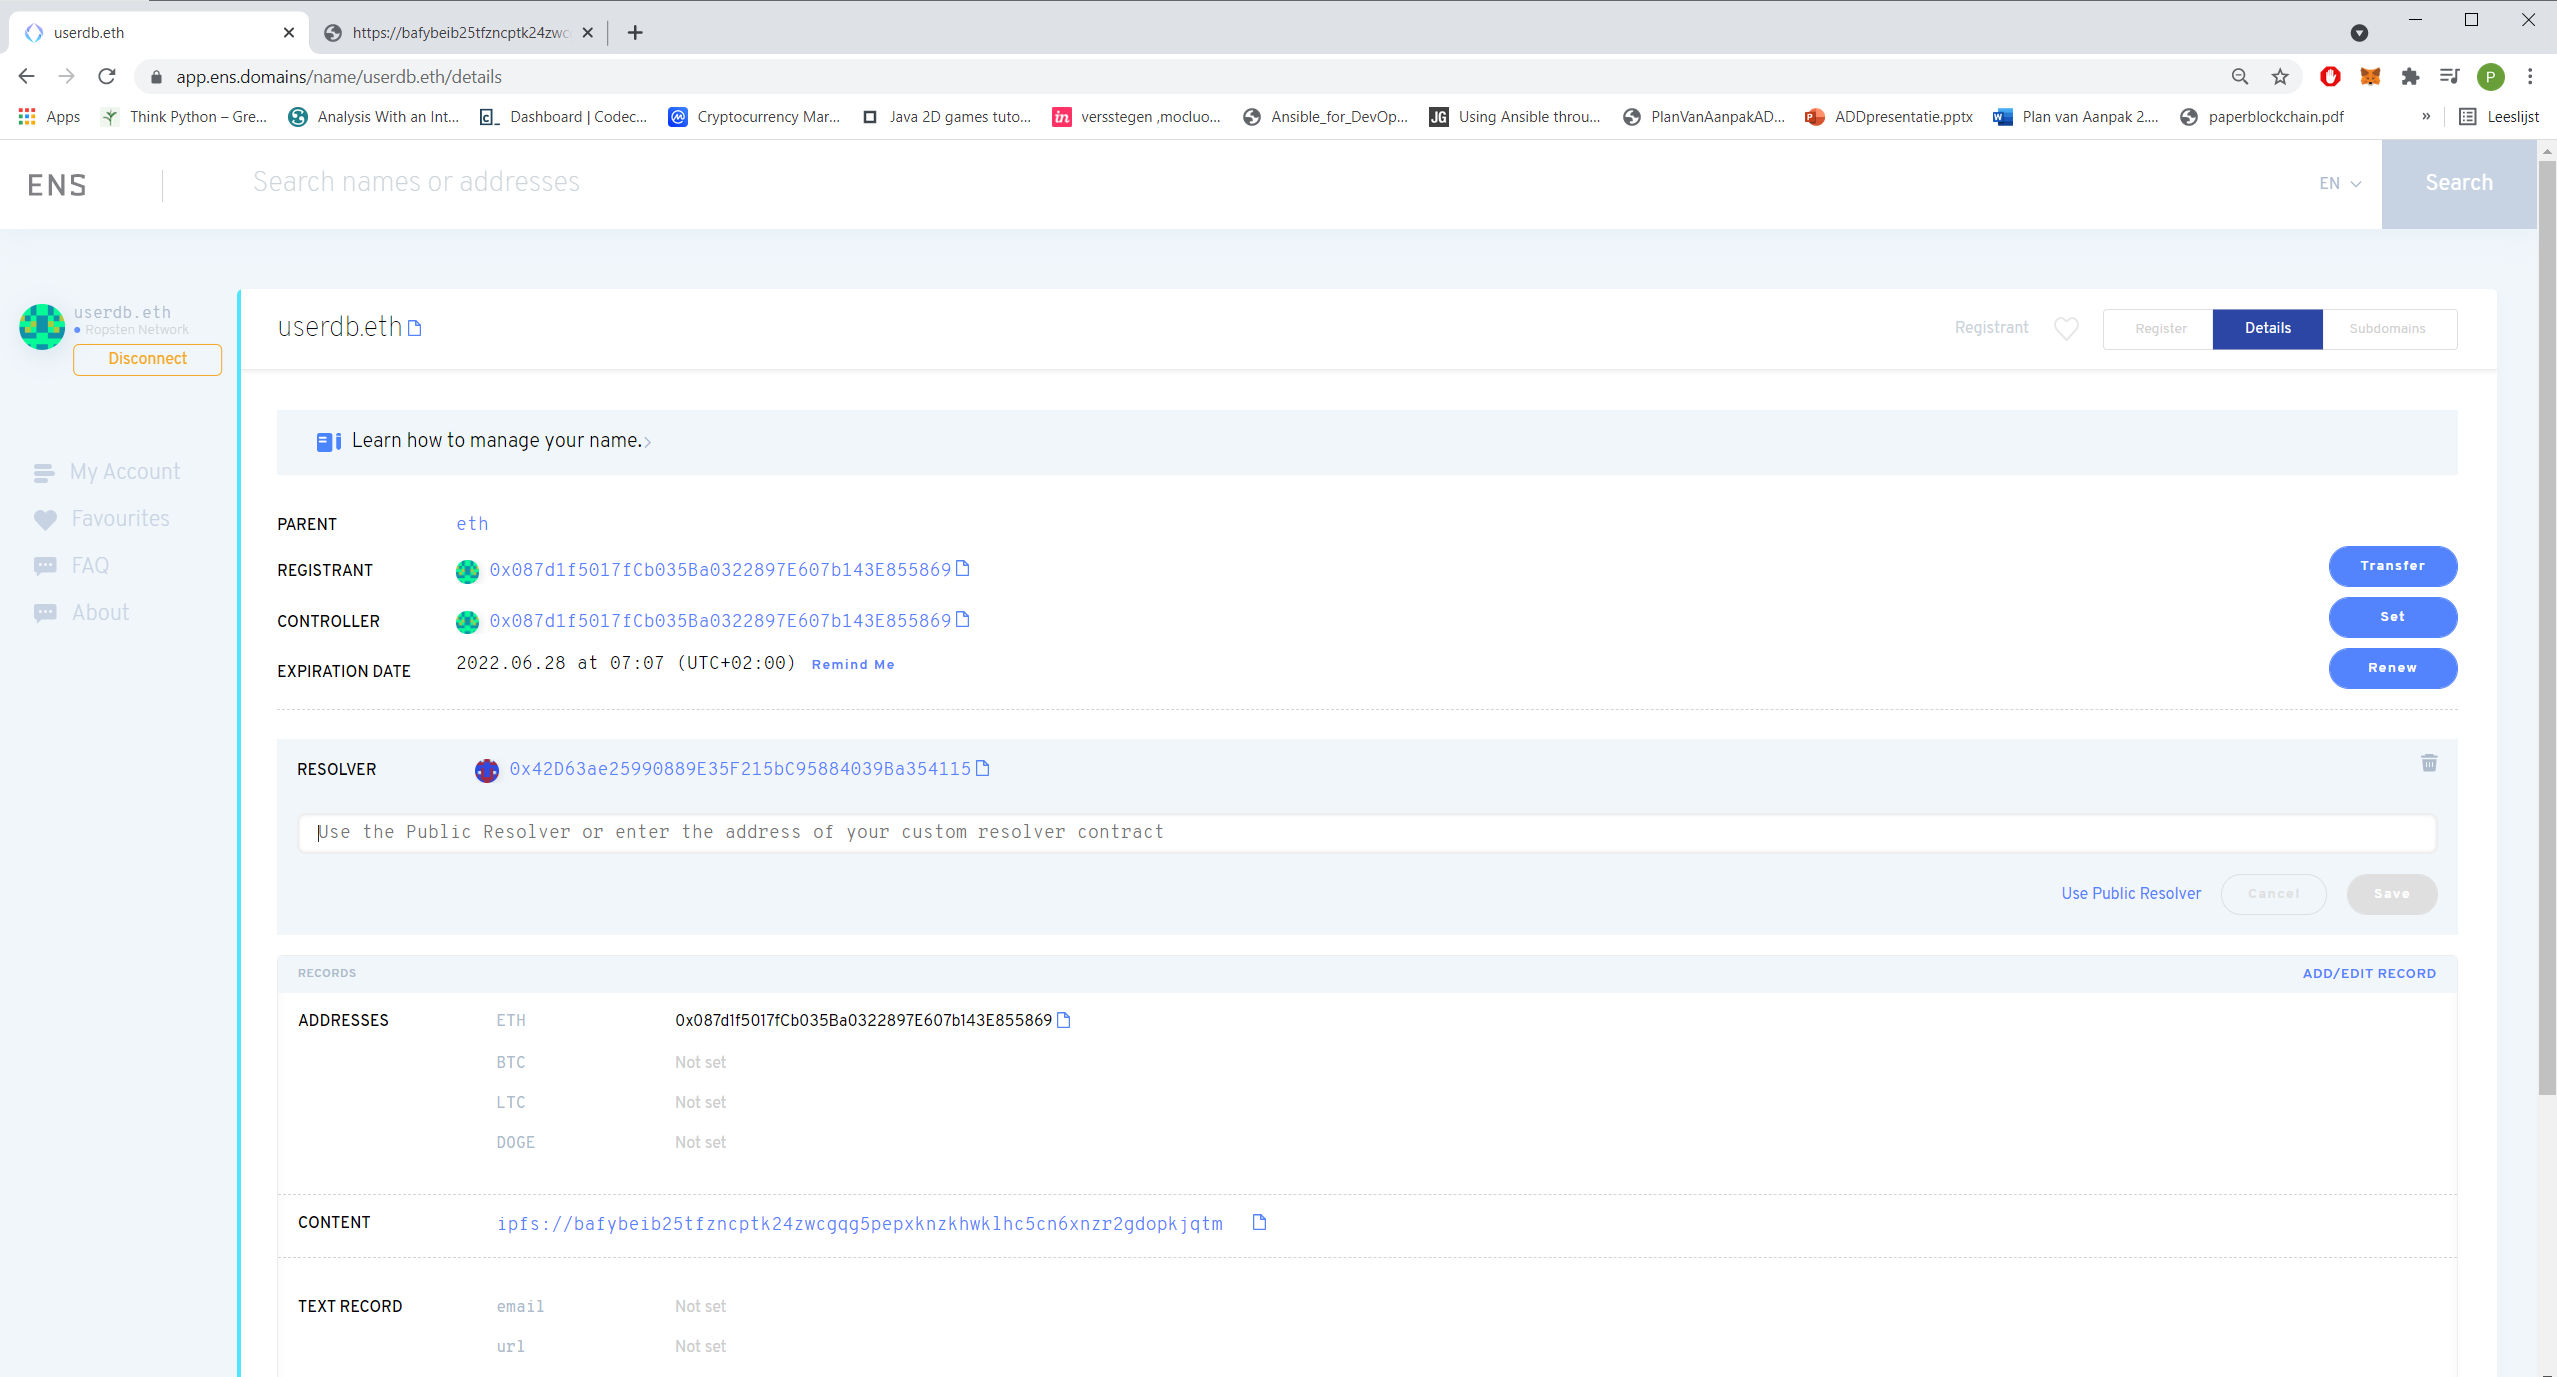 userdb.eth
https://bafybeib25tfzncptk24zwc
app.ens.domains/name/userdb.eth/details
P
Apps
Think Python – Gre...
Analysis With an Int...
Dashboard | Codec...
Cryptocurrency Mar...
Java 2D games tuto...
versstegen ,mocluo...
Ansible_for_DevOp...
Using Ansible throu...
PlanVanAanpakAD...
ADDpresentatie.pptx
Plan van Aanpak 2....
paperblockchain.pdf
»
Leeslijst
ENS
Search names or addresses
EN
Search
userdb.eth
Ropsten Network
Disconnect
My Account
Favourites
FAQ
About
userdb.eth
Registrant
Register
Details
Subdomains
Learn how to manage your name.
PARENT eth
REGISTRANT 0x087d1f5017fCb035Ba0322897E607b143E855869
Transfer
CONTROLLER 0x087d1f5017fCb035Ba0322897E607b143E855869
Set
EXPIRATION DATE 2022.06.28 at 07:07 (UTC+02:00) Remind Me
Renew
RESOLVER 0x42D63ae25990889E35F215bC95884039Ba354115
Use the Public Resolver or enter the address of your custom resolver contract
Use Public Resolver
Cancel
Save
RECORDS
ADD/EDIT RECORD
ADDRESSES ETH 0x087d1f5017fCb035Ba0322897E607b143E855869
BTC Not set
LTC Not set
DOGE Not set
CONTENT ipfs://bafybeib25tfzncptk24zwcgqg5pepxknzkhwklhc5cn6xnzr2gdopkjqtm
TEXT RECORD email Not set
url Not set